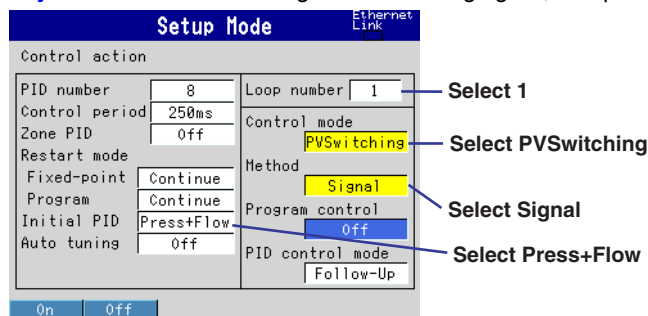 Setup Mode
Ethernet
Link
Control action
PID number 8
Control period 250ms
Zone PID Off
Restart mode
Fixed-point Continue
Program Continue
Initial PID Press+Flow
Auto tuning Off
Loop number 1
Control mode
PVSwitching
Method
Signal
Program control
Off
PID control mode
Follow-Up
Select 1
Select PVSwitching
Select Signal
Select Press+Flow
On Off